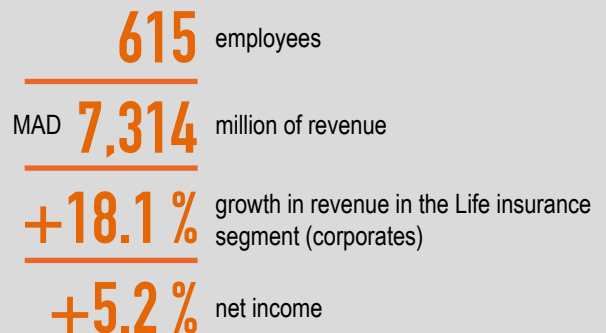 615 employees
MAD 7,314 million of revenue
+18.1 % growth in revenue in the Life insurance
segment (corporates)
+5.2 % net income